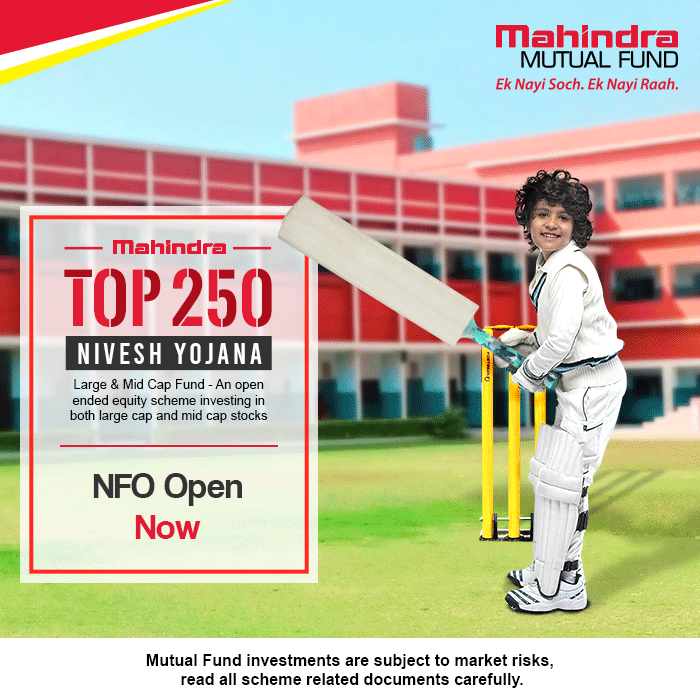 Mahindra
MUTUAL FUND
Ek Nayi Soch. Ek Nayi Raah.
Mahindra
TOP 250
NIVESH YOJANA
Large & Mid Cap Fund - An open
ended equity scheme investing in
both large cap and mid cap stocks
NFO Open
Now
Mutual Fund investments are subject to market risks,
read all scheme related documents carefully.